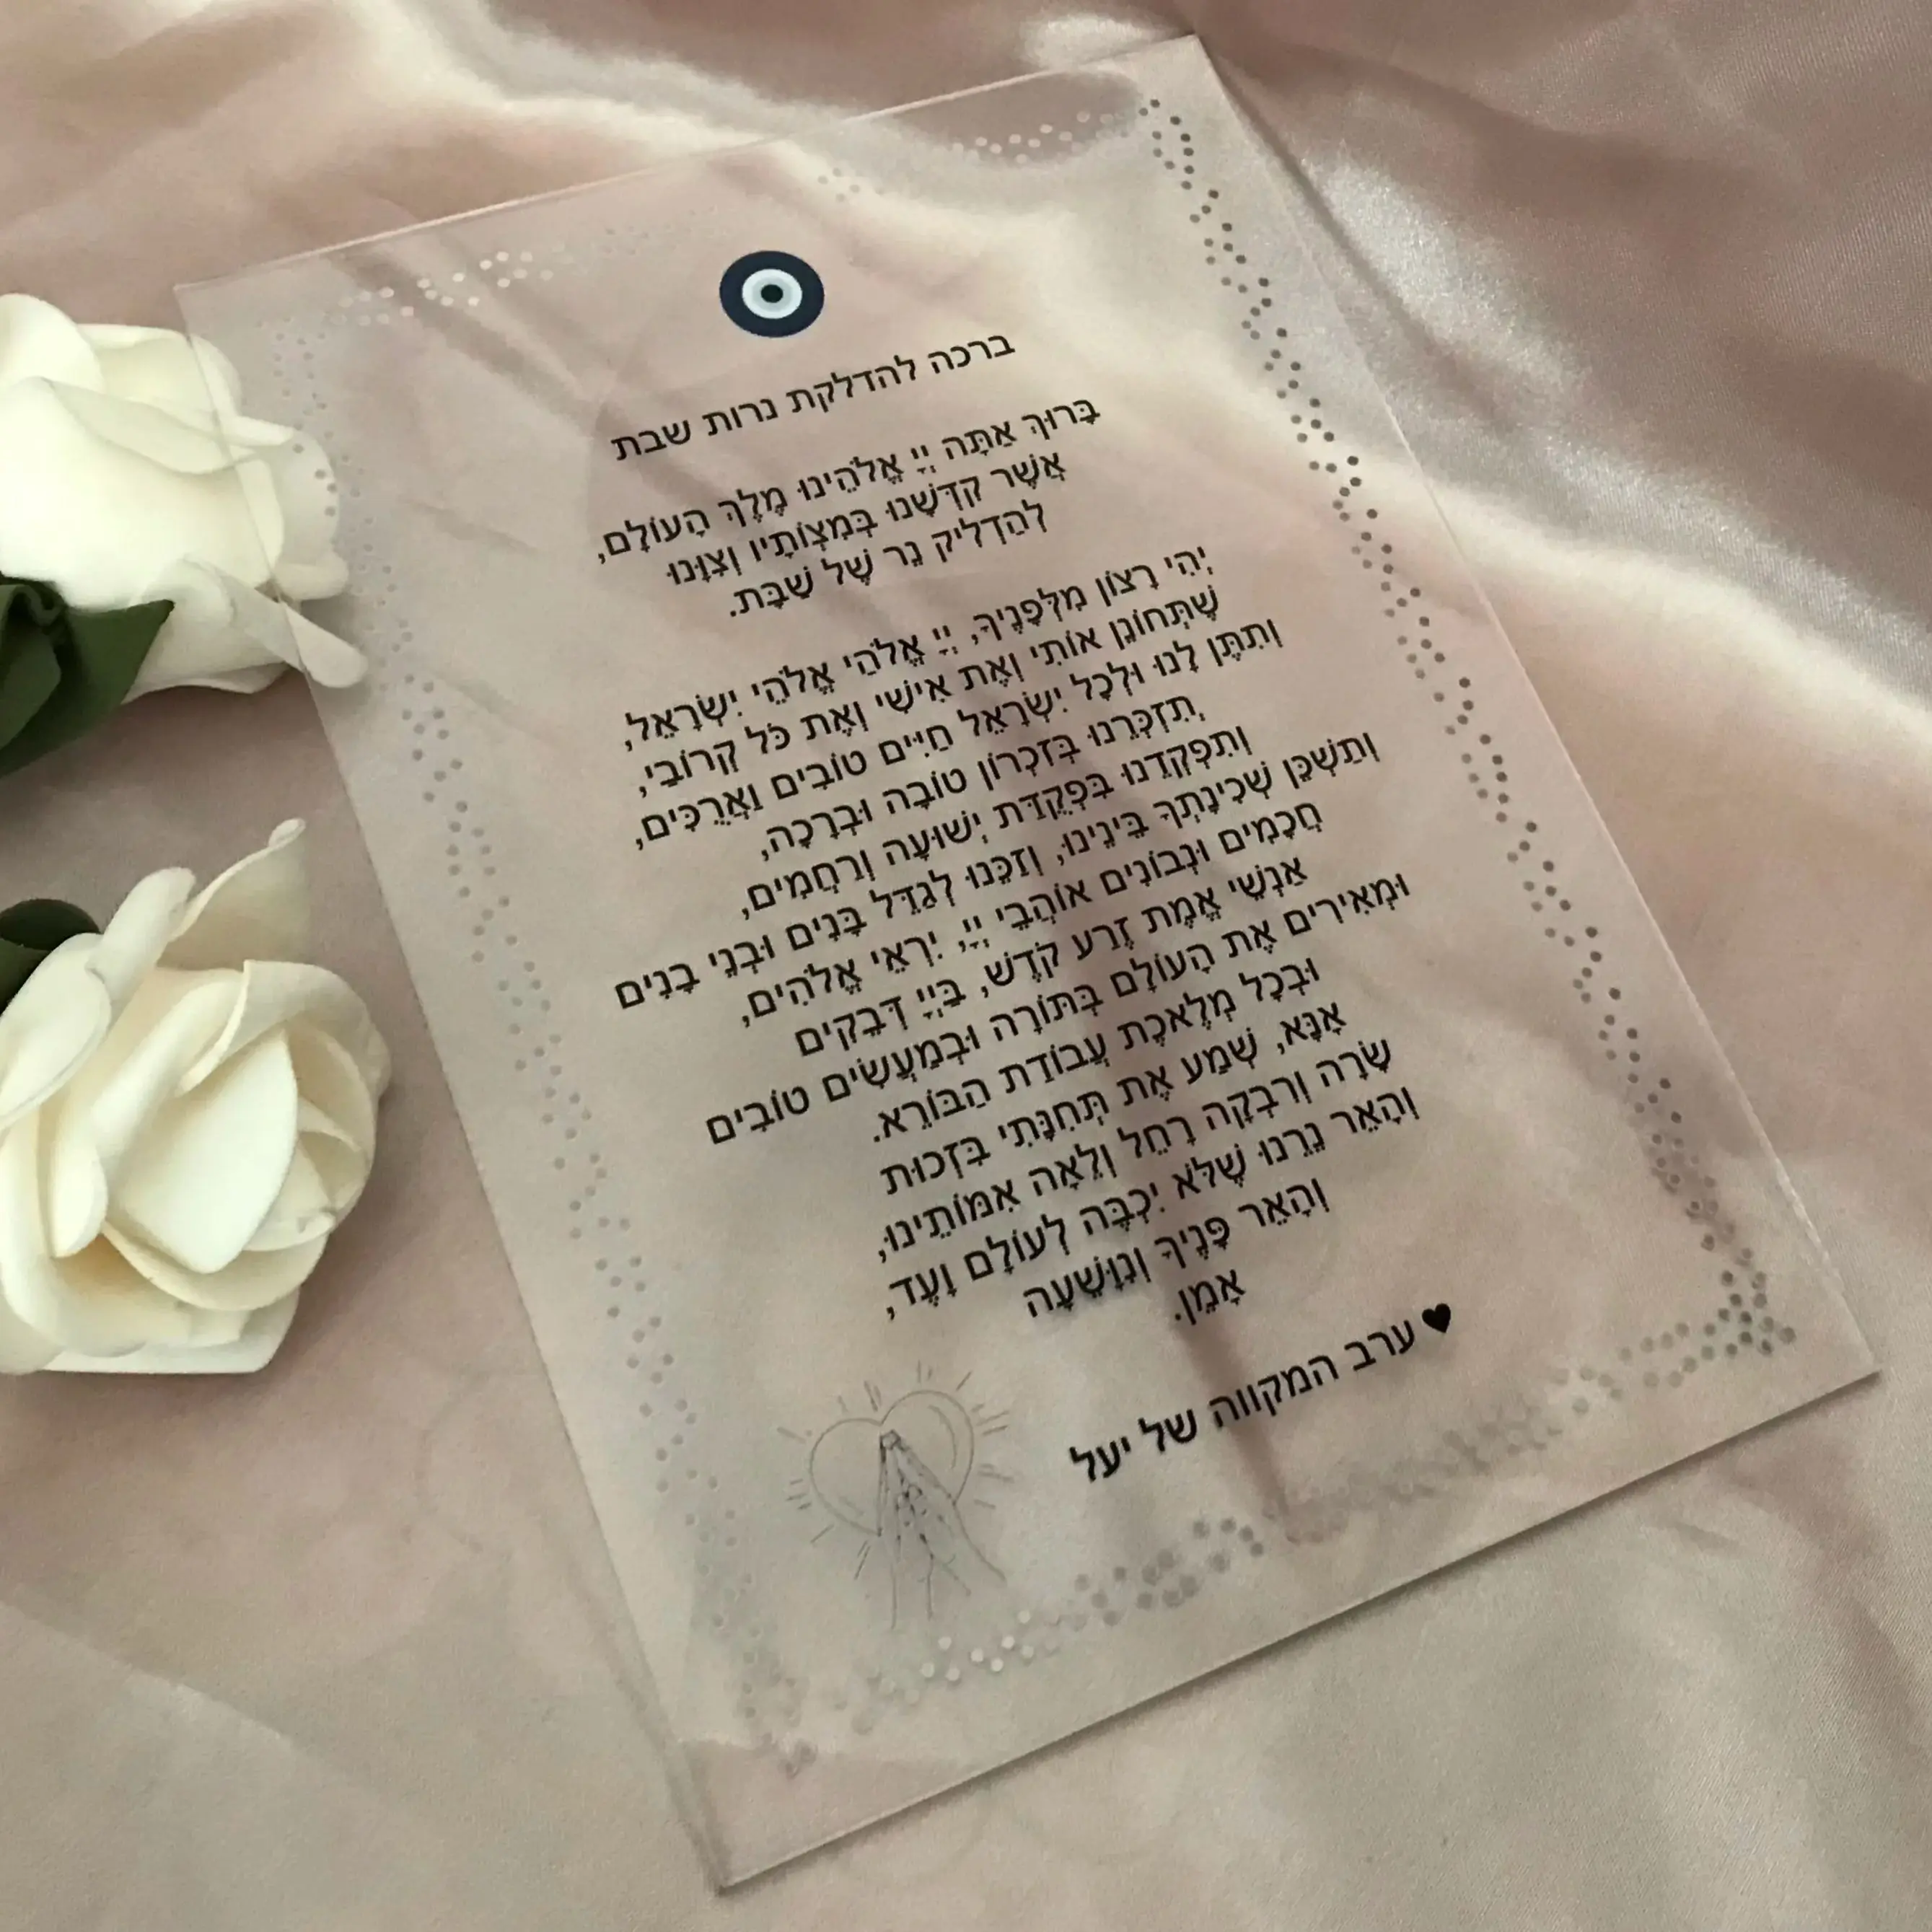 ברכה להדלקת נרות שבת
בָּרוּךְ אַתָּה יְיָ אֱלֹהֵינוּ מֶלֶךְ הָעוֹלָם,
אֲשֶׁר קִדְּשָׁנוּ בְּמִצְוֹתָיו וְצִוָּנוּ
לְהַדְלִיק נֵר שֶׁל שַׁבָּת.
יְהִי רָצוֹן מִלְּפָנֶיךָ, יְיָ אֱלֹהַי אֱלֹהֵי יִשְׂרָאֵל,
שֶׁתְּחוֹנֵן אוֹתִי וְאֶת אִישִׁי וְאֶת כֹּל קְרוֹבַי,
וְתִתֵּן לָנוּ וּלְכָל יִשְׂרָאֵל חַיִּים טוֹבִים וַאֲרֻכִּים,
תִזְכְּרֵנוּ בְּזִכְרוֹן טוֹבָה וּבְרָכָה,
וְתִפְקְדֵנוּ בִּפְקֻדַּת יְשׁוּעָה וְרַחֲמִים,
וְתַשְׁכֵּן שְׁכִינָתְךָ בֵּינֵינוּ, וְזַכֵּנוּ לְגַדֵּל בָּנִים וּבְנֵי בָנִים
חֲכָמִים וּנְבוֹנִים אוֹהֲבֵי יְיָ, יִרְאֵי אֱלֹהִים,
אַנְשֵׁי אֱמֶת זֶרַע קֹדֶשׁ, בַּיְיָ דְּבֵקִים
וּמְאִירִים אֶת הָעוֹלָם בְּתּוֹרָה וּבְמַעֲשִׂים טוֹבִים
וּבְכָל מְלֶאכֶת עֲבוֹדַת הַבּוֹרֵא.
אָנָּא, שְׁמַע אֶת תְּחִנָּתִי בִּזְכוּת
שָׂרָה וְרִבְקָה רָחֵל וְלֵאָה אִמּוֹתֵינוּ,
וְהָאֵר נֵרֵנוּ שֶׁלֹּא יִכְבֶּה לְעוֹלָם וָעֶד,
וְהָאֵר פָּנֶיךָ וְנִוָּשֵׁעָה
אָמֵן.
♥ ערב המקווה של יעל